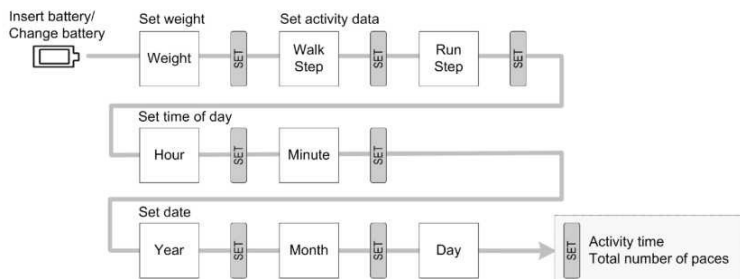 Insert battery/
Change battery
Set weight
Set activity data
Weight
SET
Walk
Step
SET
Run
Step
SET
Set time of day
Hour
SET
Minute
SET
Set date
Year
SET
Month
SET
Day
SET
Activity time
Total number of paces